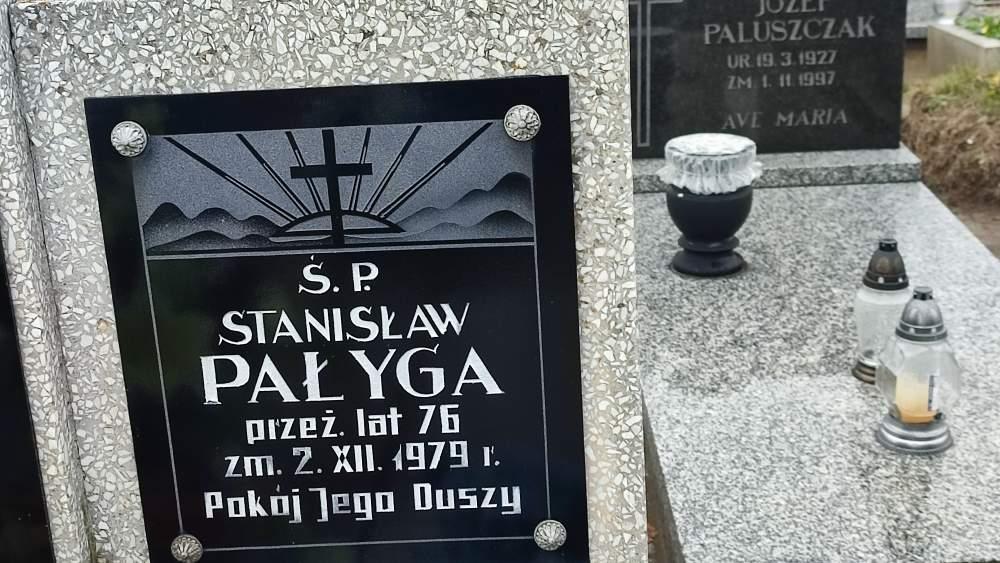 Ś. P.
STANISŁAW
PAŁYGA
przeż. lat 76
zm. 2. XII. 1979 r.
Pokój Jego Duszy
JÓZEF
PALUSZCZAK
UR. 19. 3. 1927
ZM. 1. 11. 1997
AVE MARIA